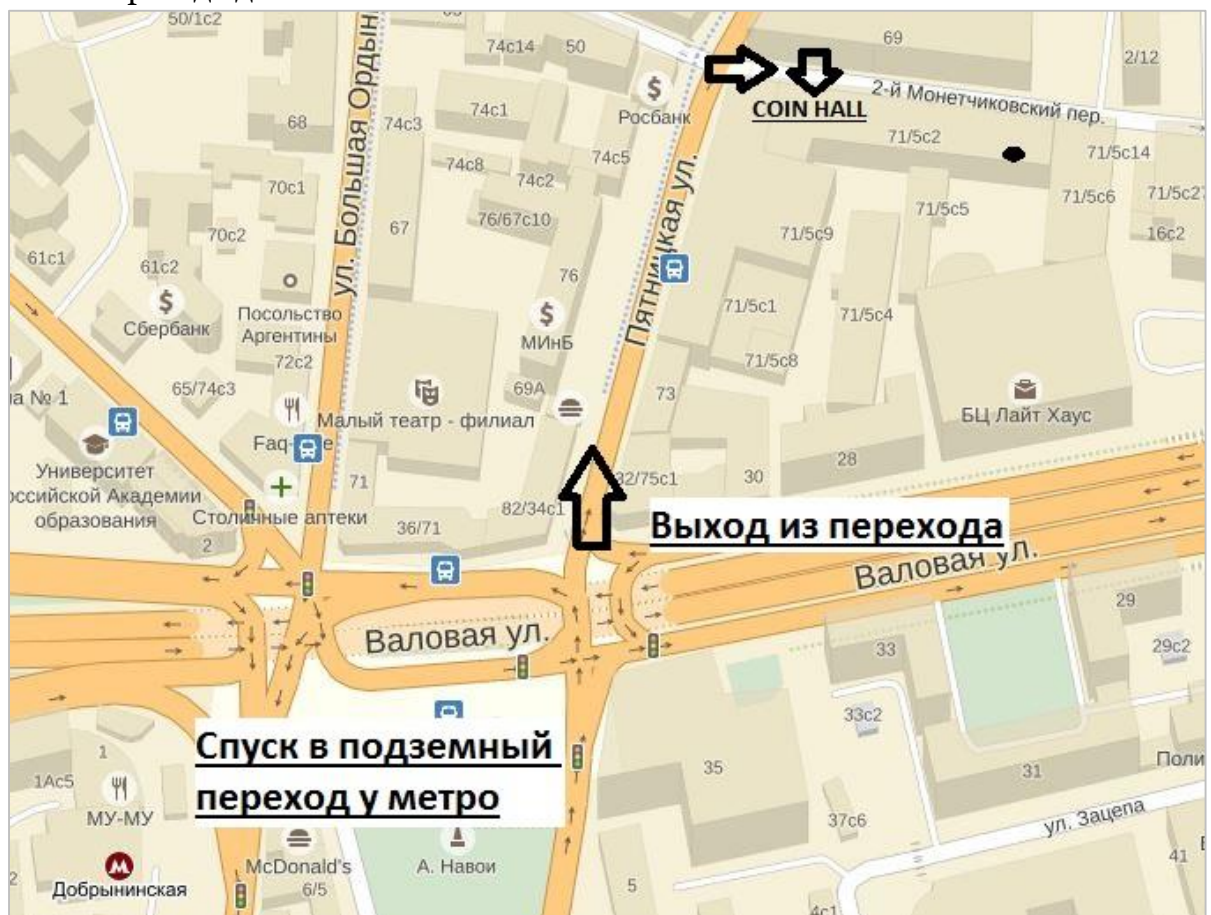 50/1с2
74с14
50
69
2/12
ул. Большая Ордын
Росбанк
COIN HALL
2-й Монетчиковский пер.
68
74с3
74с1
71/5с2
71/5с14
74с8
74с5
74с2
70с1
71/5с6
71/5с27
76/67с10
67
71/5с5
70с2
71/5с9
16с2
61с1
61с2
Пятницкая ул.
76
Сбербанк
Посольство
Аргентины
МИнБ
71/5с1
71/5с4
72с2
71/5с8
65/74с3
69А
73
а № 1
Малый театр - филиал
БЦ Лайт Хаус
Faq-
Университет
оссийской Академии
образования
28
71
32/75с1
30
Столичные аптеки
82/34с1
36/71
2
Выход из перехода
Валовая ул.
29
Валовая ул.
33
29с2
Спуск в подземный
переход у метро
33с2
1
1Ас5
35
31
Поли
МУ-МУ
37с6
ул. Зацепа
McDonald's
6/5
А. Навои
41
Добрынинская
2
5
4с1